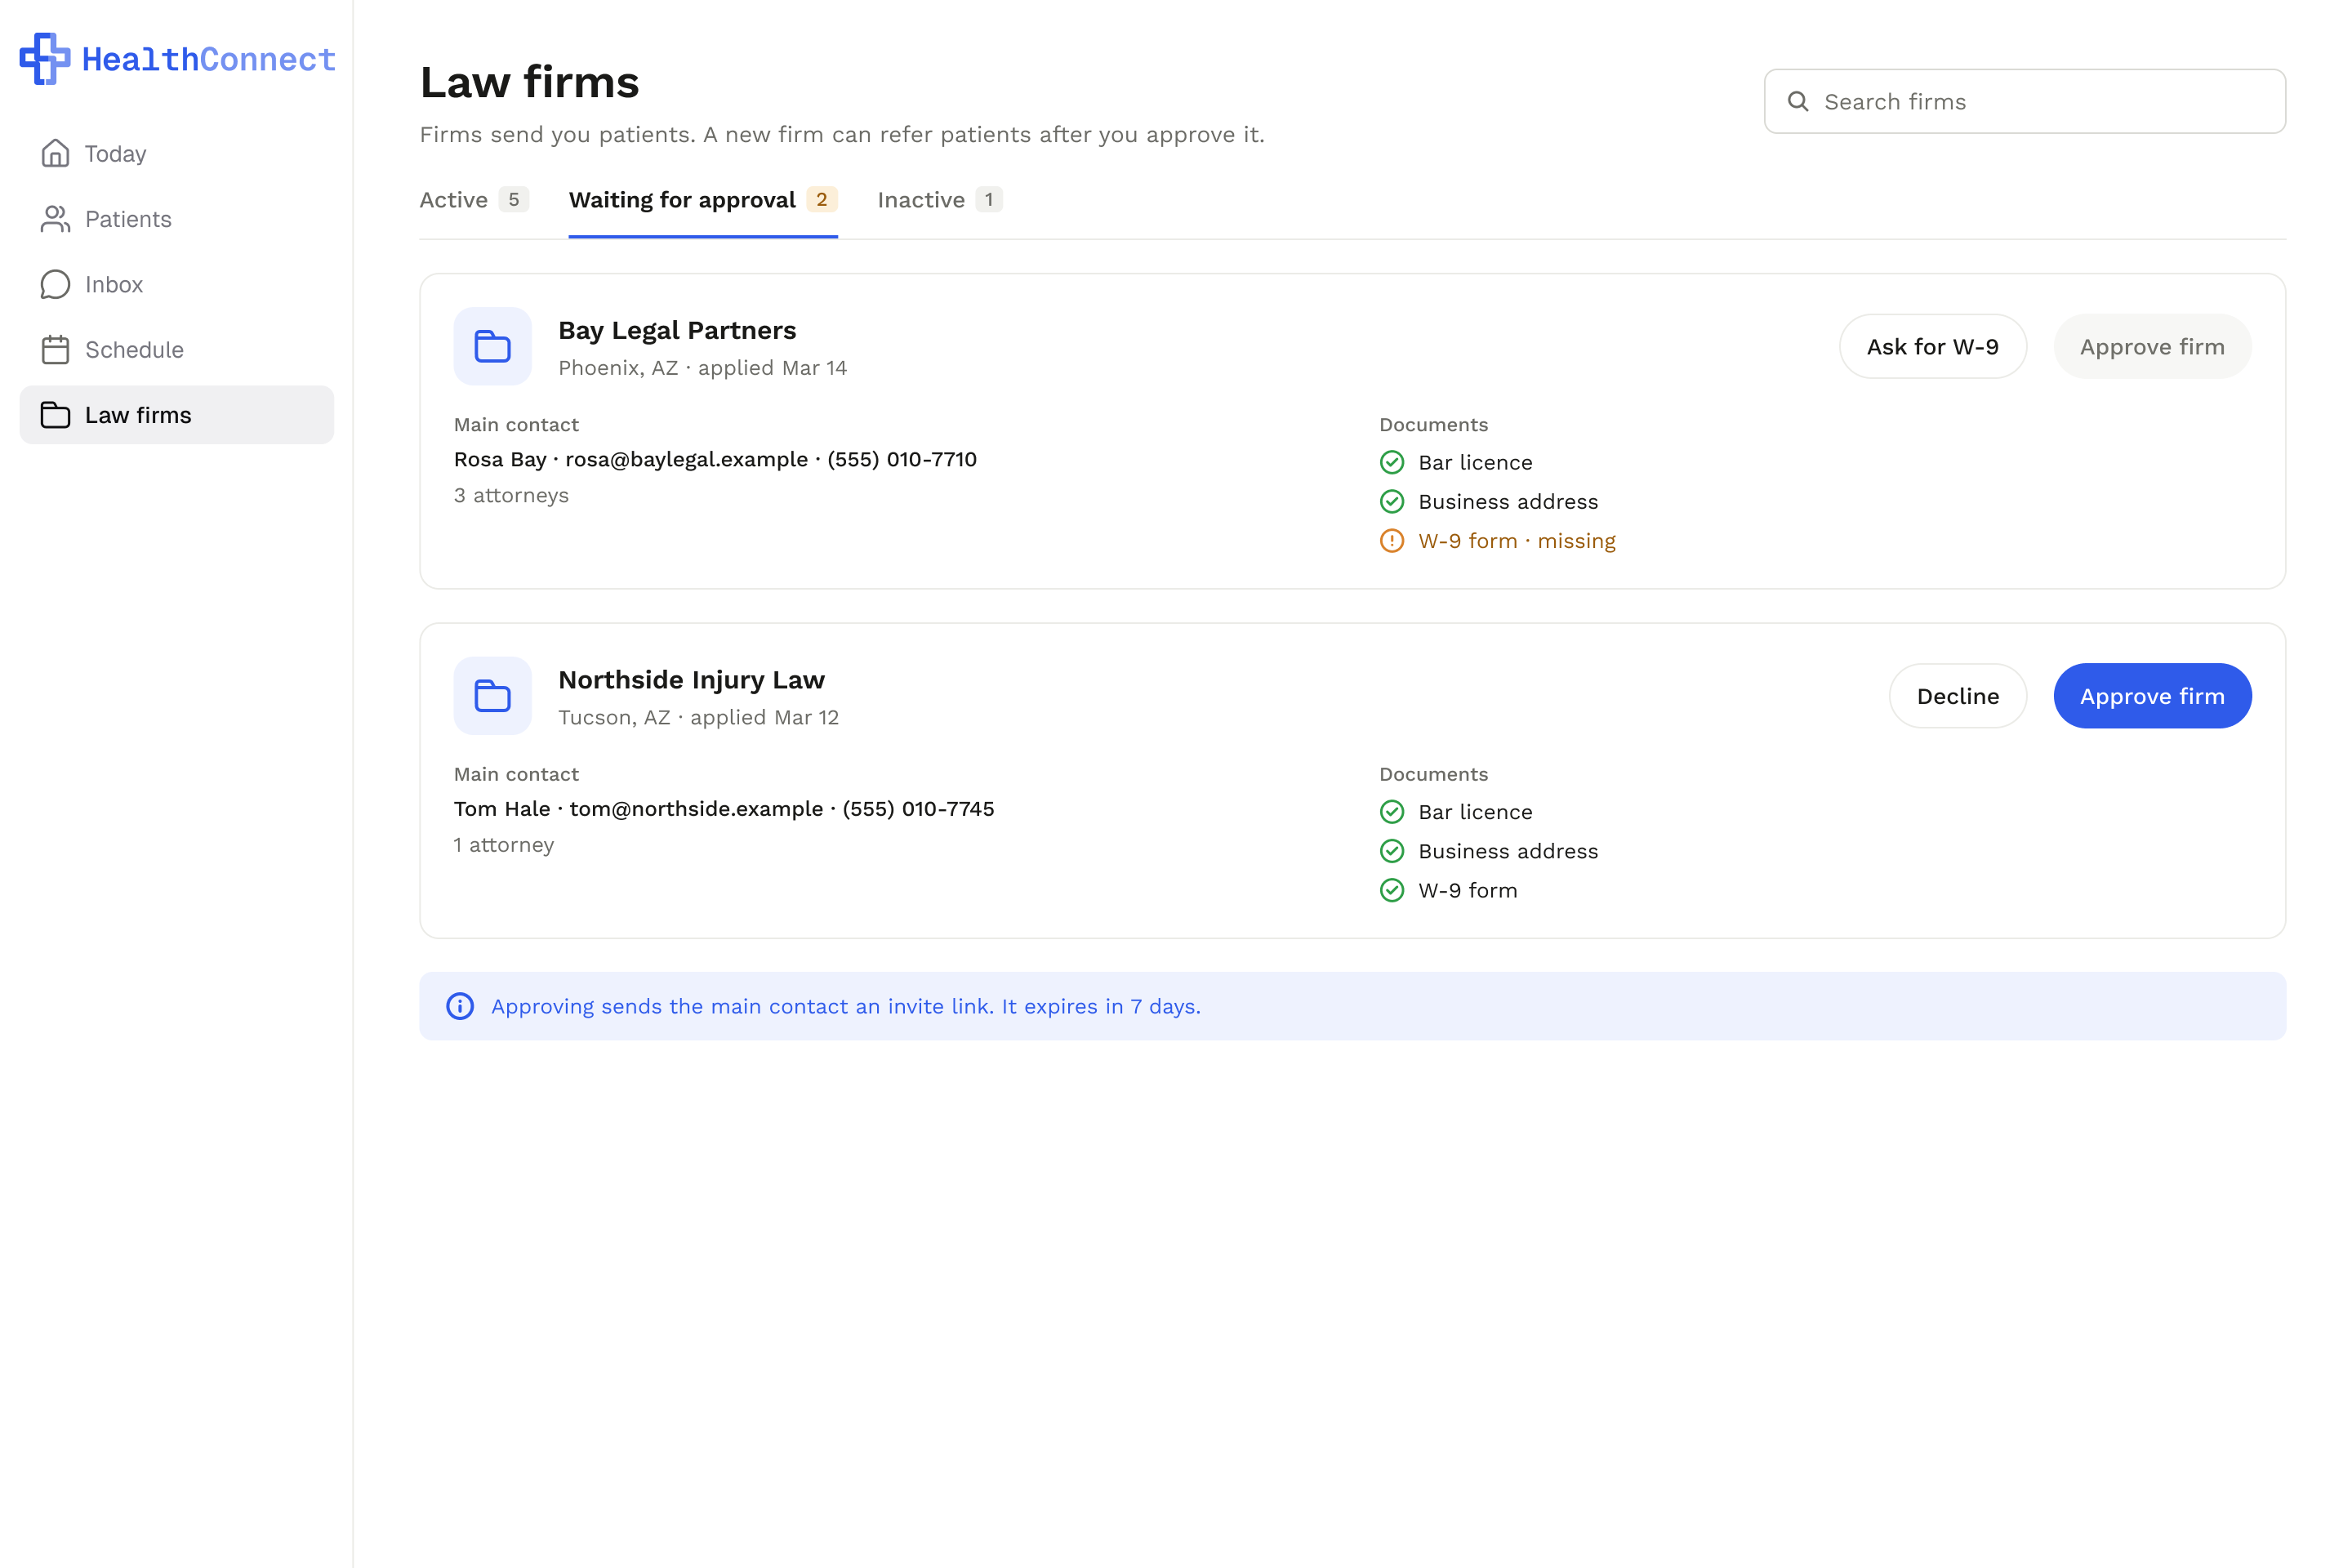 HealthConnect
Today
Patients
Inbox
Schedule
Law firms
Law firms
Firms send you patients. A new firm can refer patients after you approve it.
Search firms
Active 5 Waiting for approval 2 Inactive 1
Bay Legal Partners
Phoenix, AZ · applied Mar 14
Ask for W-9 Approve firm
Main contact
Rosa Bay · rosa@baylegal.example · (555) 010-7710
3 attorneys
Documents
Bar licence
Business address
W-9 form · missing
Northside Injury Law
Tucson, AZ · applied Mar 12
Decline Approve firm
Main contact
Tom Hale · tom@northside.example · (555) 010-7745
1 attorney
Documents
Bar licence
Business address
W-9 form
Approving sends the main contact an invite link. It expires in 7 days.